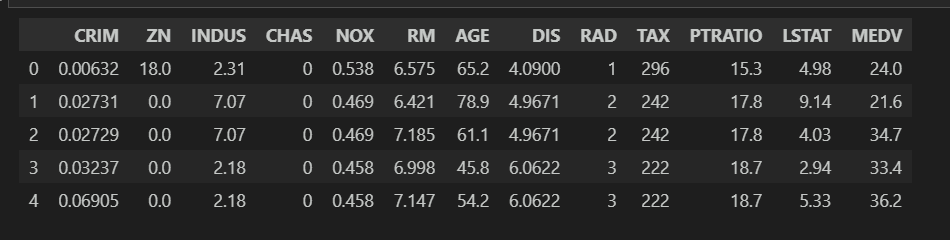 CRIM ZN INDUS CHAS NOX RM AGE DIS RAD TAX PTRATIO LSTAT MEDV
0 0.00632 18.0 2.31 0 0.538 6.575 65.2 4.0900 1 296 15.3 4.98 24.0
1 0.02731 0.0 7.07 0 0.469 6.421 78.9 4.9671 2 242 17.8 9.14 21.6
2 0.02729 0.0 7.07 0 0.469 7.185 61.1 4.9671 2 242 17.8 4.03 34.7
3 0.03237 0.0 2.18 0 0.458 6.998 45.8 6.0622 3 222 18.7 2.94 33.4
4 0.06905 0.0 2.18 0 0.458 7.147 54.2 6.0622 3 222 18.7 5.33 36.2